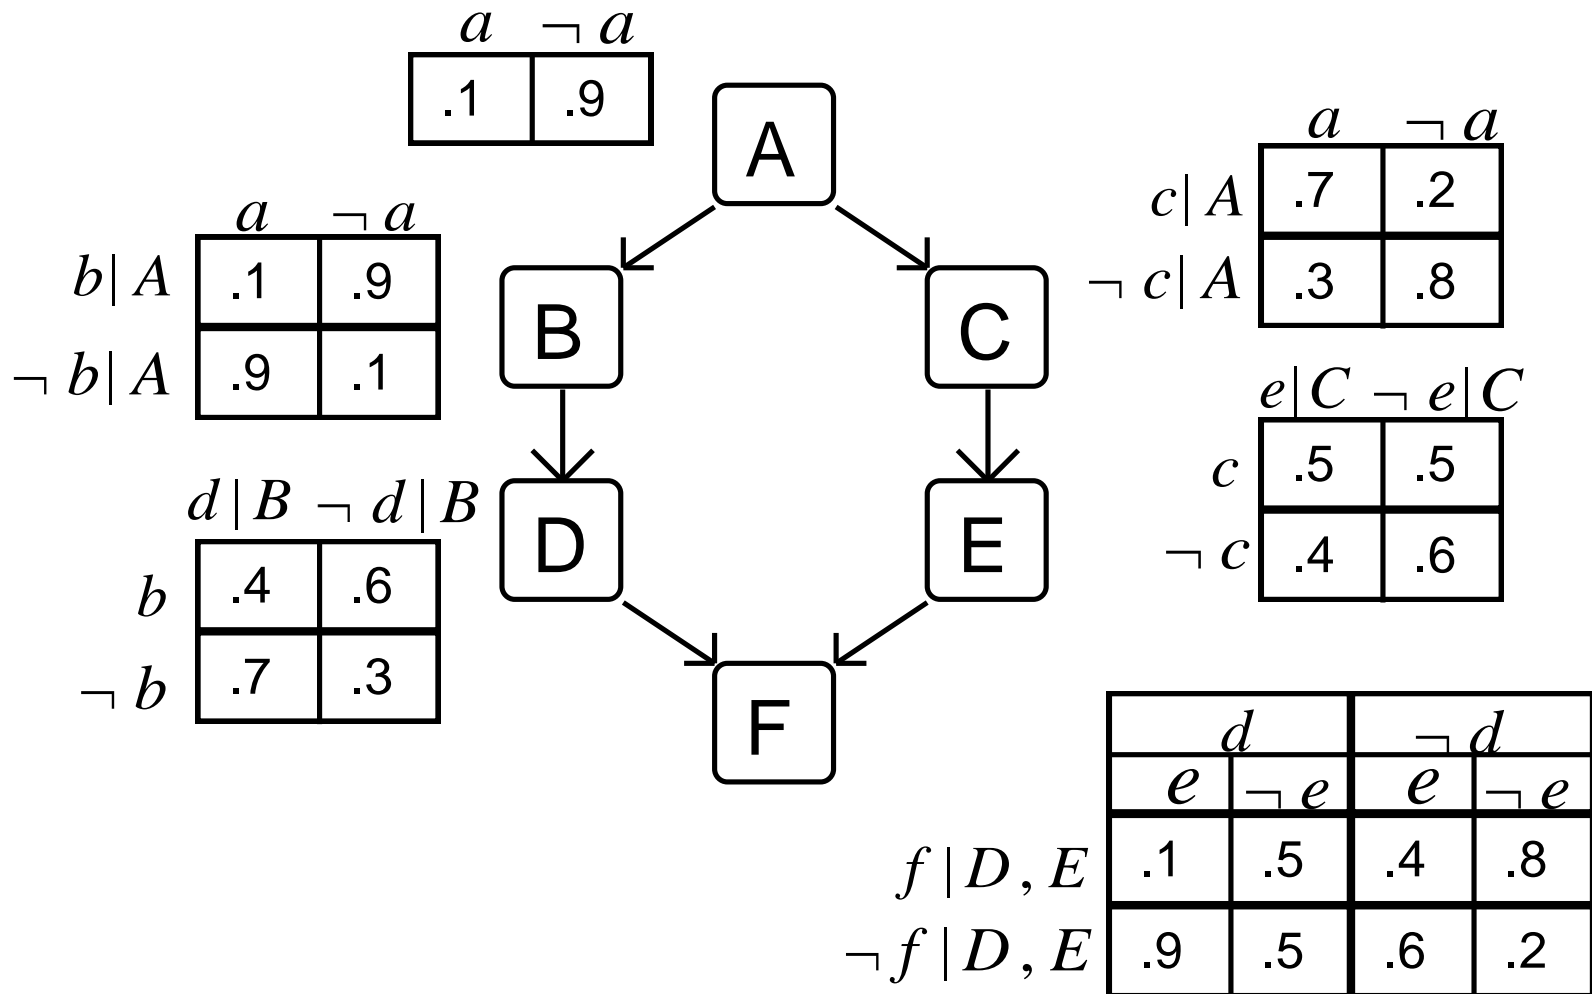 a ¬ a
.1 .9
A
a ¬ a
c| A .7 .2
¬ c| A .3 .8
a ¬ a
b| A .1 .9
¬ b| A .9 .1
B
C
e|C ¬ e|C
c .5 .5
¬ c .4 .6
d|B ¬ d|B
b .4 .6
¬ b .7 .3
D
E
F
d ¬ d
e ¬ e e ¬ e
f|D,E .1 .5 .4 .8
¬ f|D,E .9 .5 .6 .2